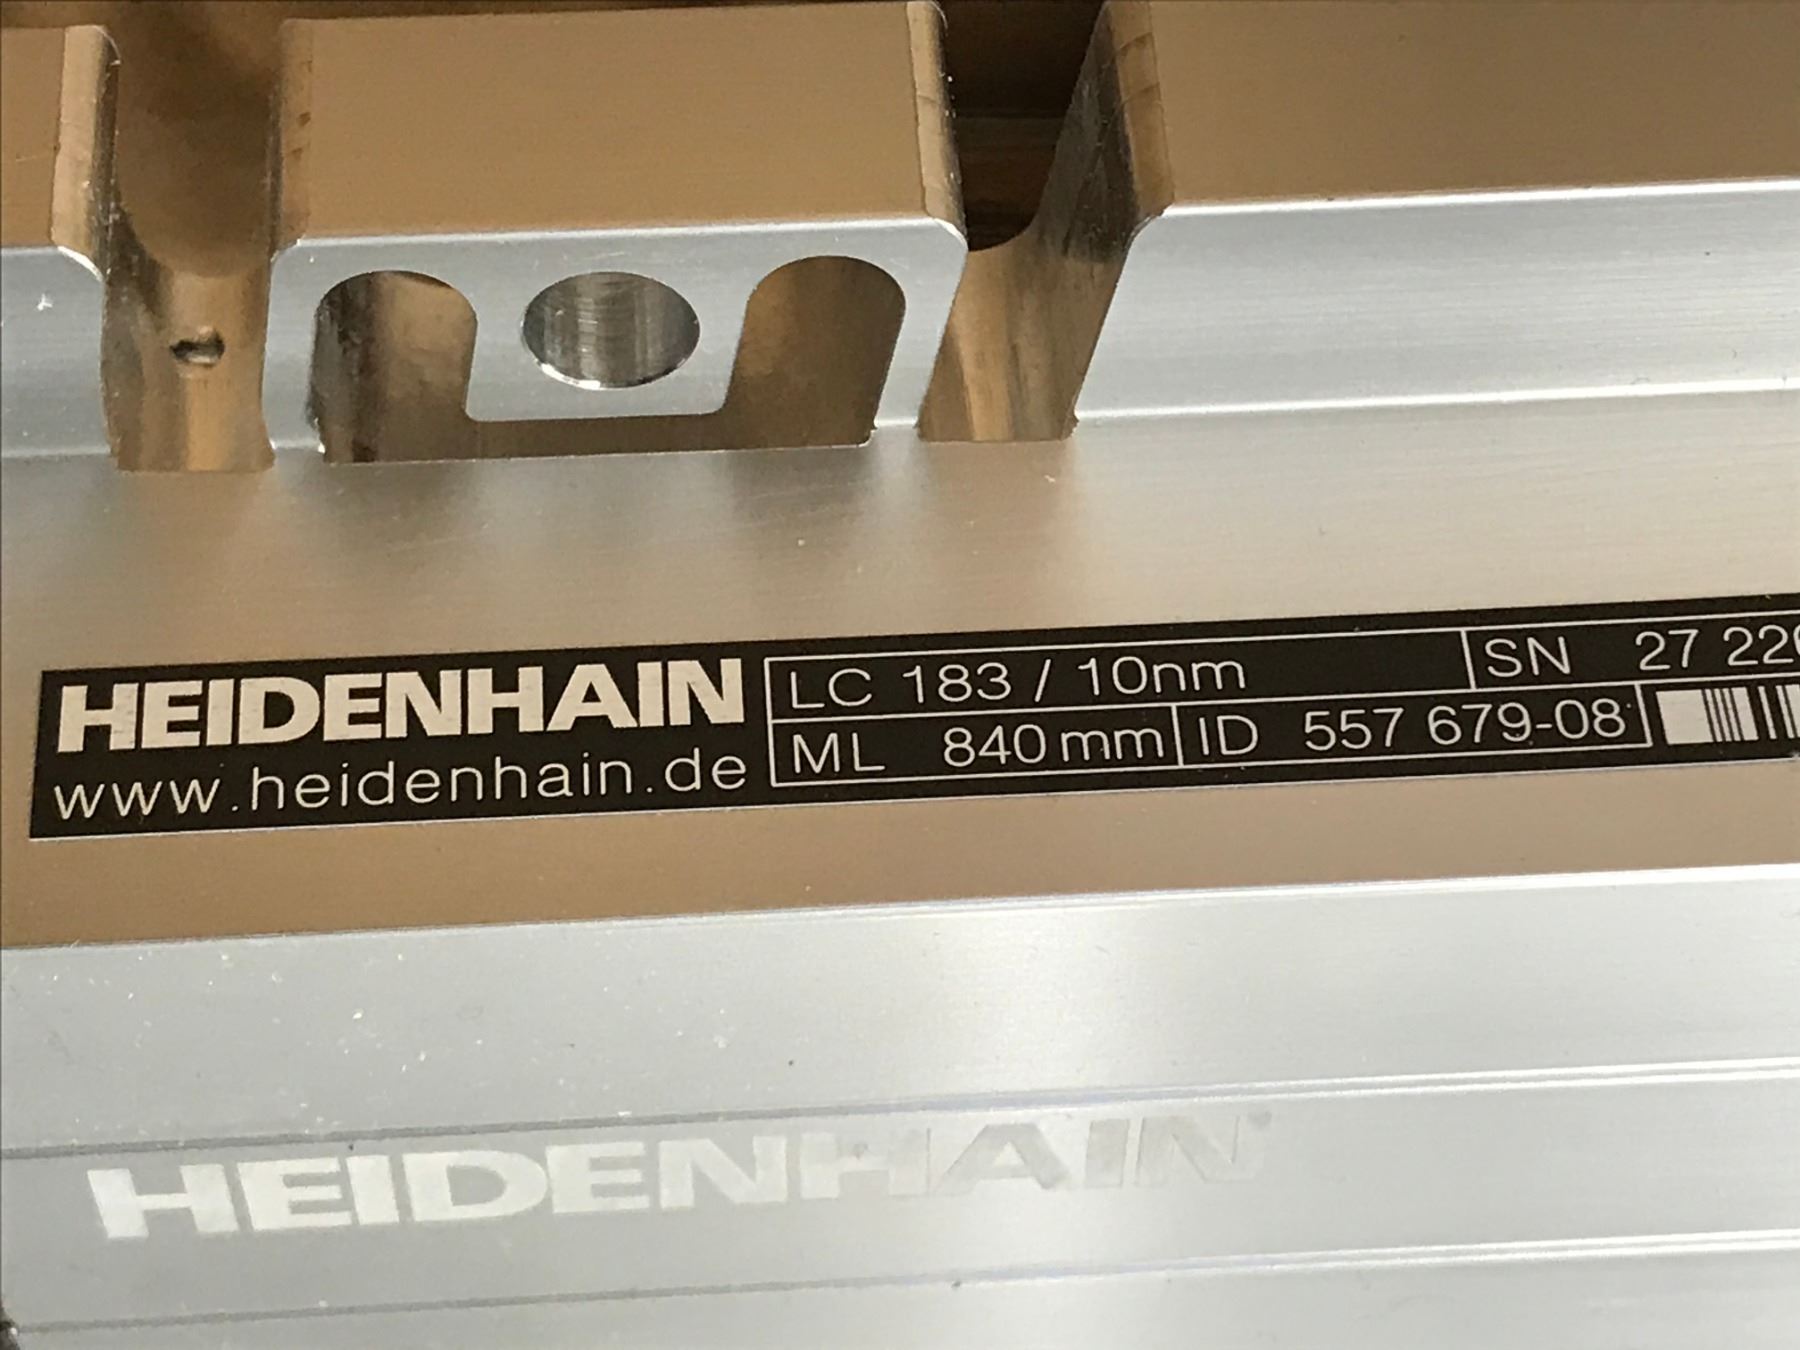 HEIDENHAIN
www.heidenhain.de
LC 183 / 10nm
SN 27 22
ML 840 mm
ID 557 679-08
HEIDENHAIN